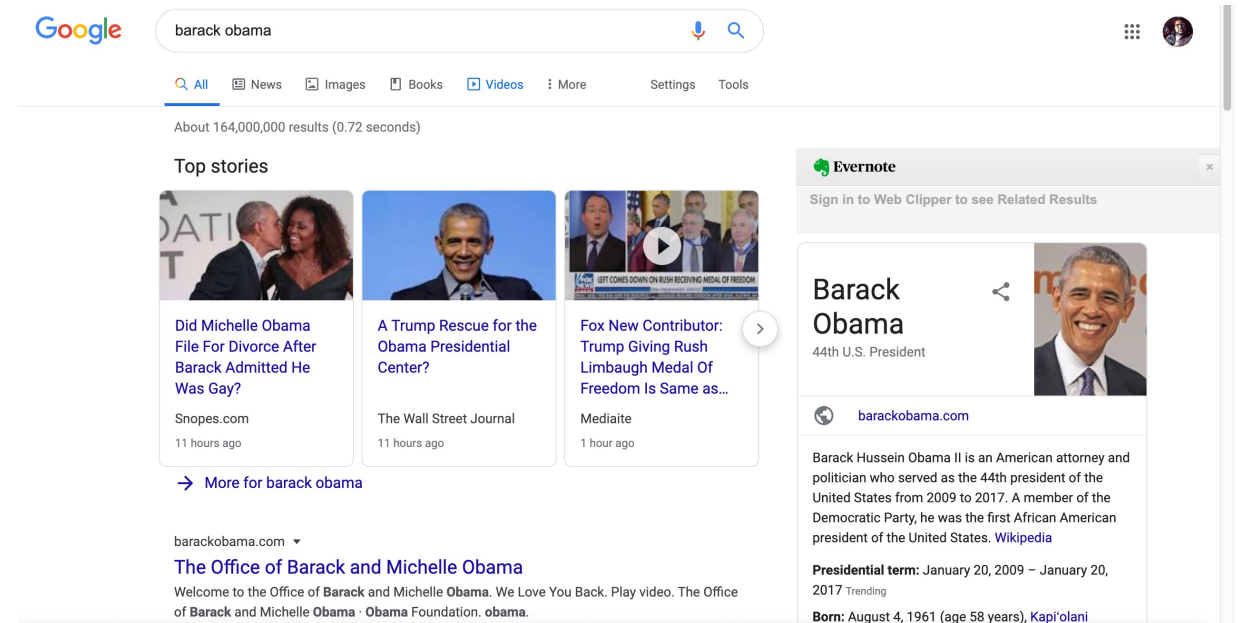 Google
barack obama
All
News
Images
Books
Videos
More
Settings
Tools
About 164,000,000 results (0.72 seconds)
Top stories
Did Michelle Obama
File For Divorce After
Barack Admitted He
Was Gay?
Snopes.com
11 hours ago
A Trump Rescue for the
Obama Presidential
Center?
The Wall Street Journal
11 hours ago
LEFT COMES DOWN ON RUSH RECEIVING MEDAL OF FREEDOM
Fox New Contributor:
Trump Giving Rush
Limbaugh Medal Of
Freedom Is Same as...
Mediaite
1 hour ago
More for barack obama
barackobama.com
The Office of Barack and Michelle Obama
Welcome to the Office of Barack and Michelle Obama. We Love You Back. Play video. The Office
of Barack and Michelle Obama · Obama Foundation. obama.
Evernote
Sign in to Web Clipper to see Related Results
Barack
Obama
44th U.S. President
barackobama.com
Barack Hussein Obama II is an American attorney and
politician who served as the 44th president of the
United States from 2009 to 2017. A member of the
Democratic Party, he was the first African American
president of the United States. Wikipedia
Presidential term: January 20, 2009 – January 20,
2017 Trending
Born: August 4, 1961 (age 58 years), Kapiʻolani